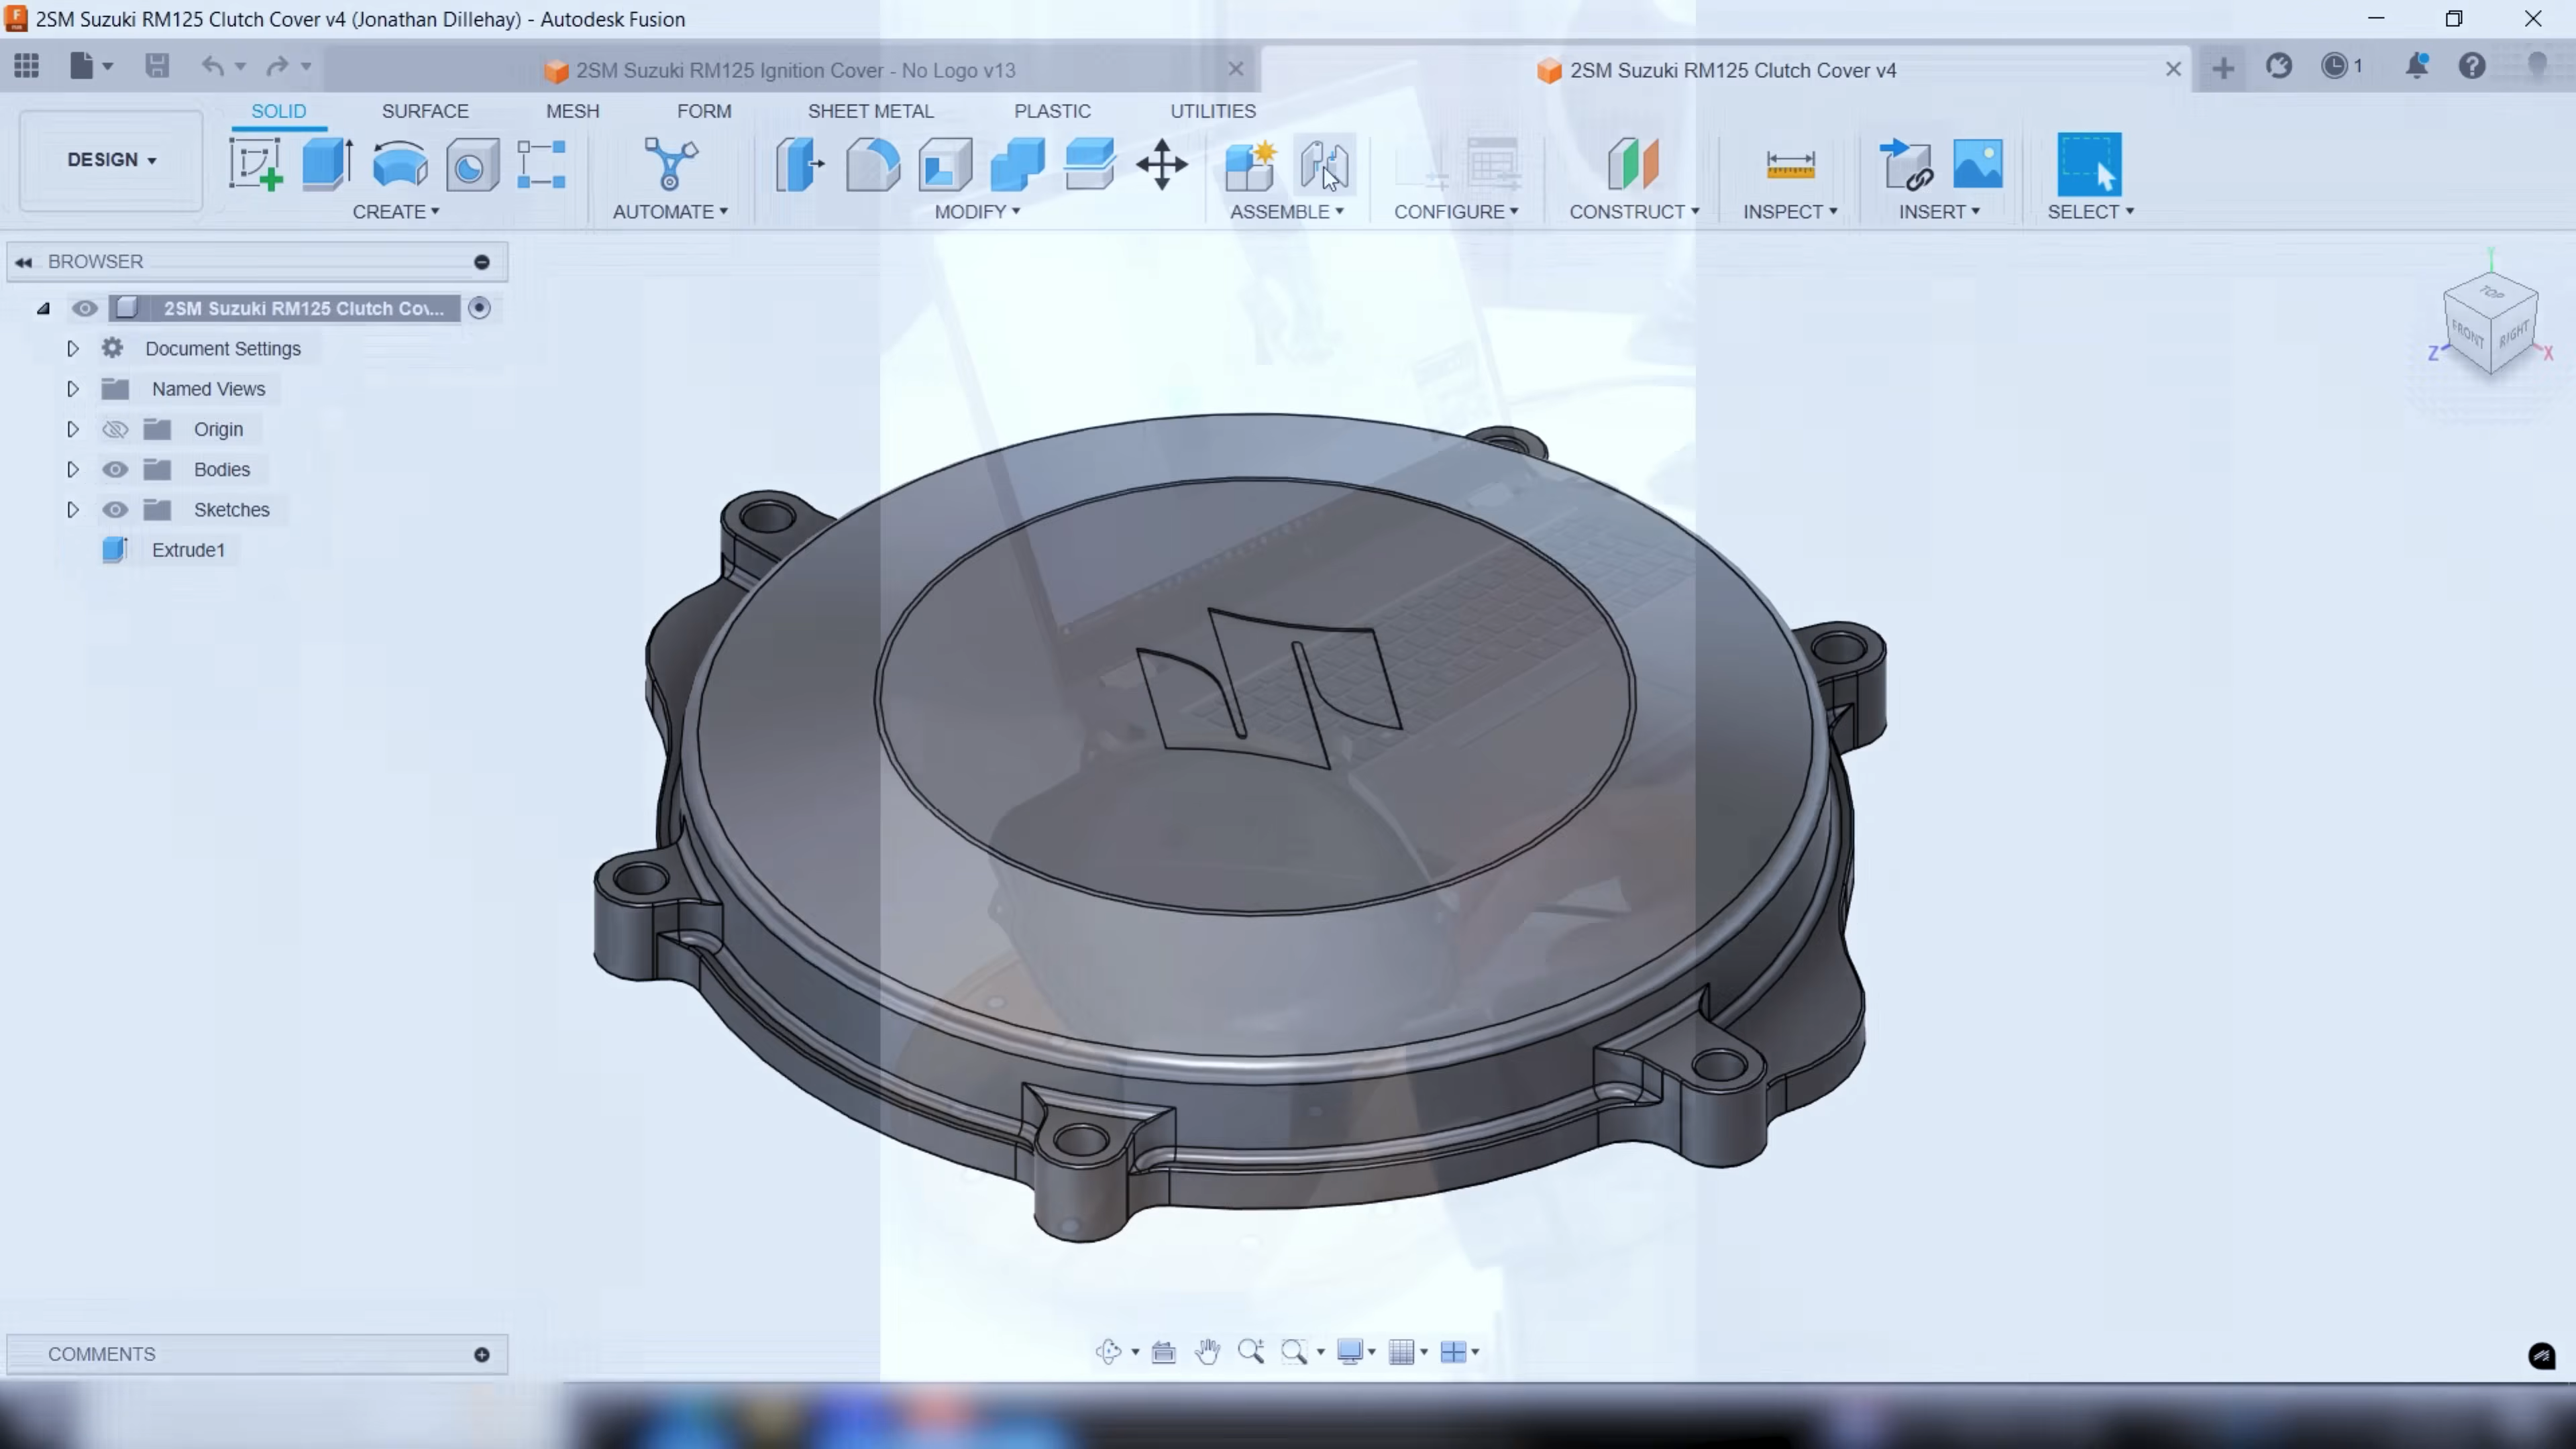 2SM Suzuki RM125 Clutch Cover v4 (Jonathan Dillehay) - Autodesk Fusion
2SM Suzuki RM125 Ignition Cover - No Logo v13
2SM Suzuki RM125 Clutch Cover v4
1
SOLID SURFACE MESH FORM SHEET METAL PLASTIC UTILITIES
DESIGN
CREATE AUTOMATE MODIFY ASSEMBLE CONFIGURE CONSTRUCT INSPECT INSERT SELECT
BROWSER
2SM Suzuki RM125 Clutch Co\...
Document Settings
Named Views
Origin
Bodies
Sketches
Extrude1
Y
TOP
FRONT
RIGHT
Z
X
COMMENTS